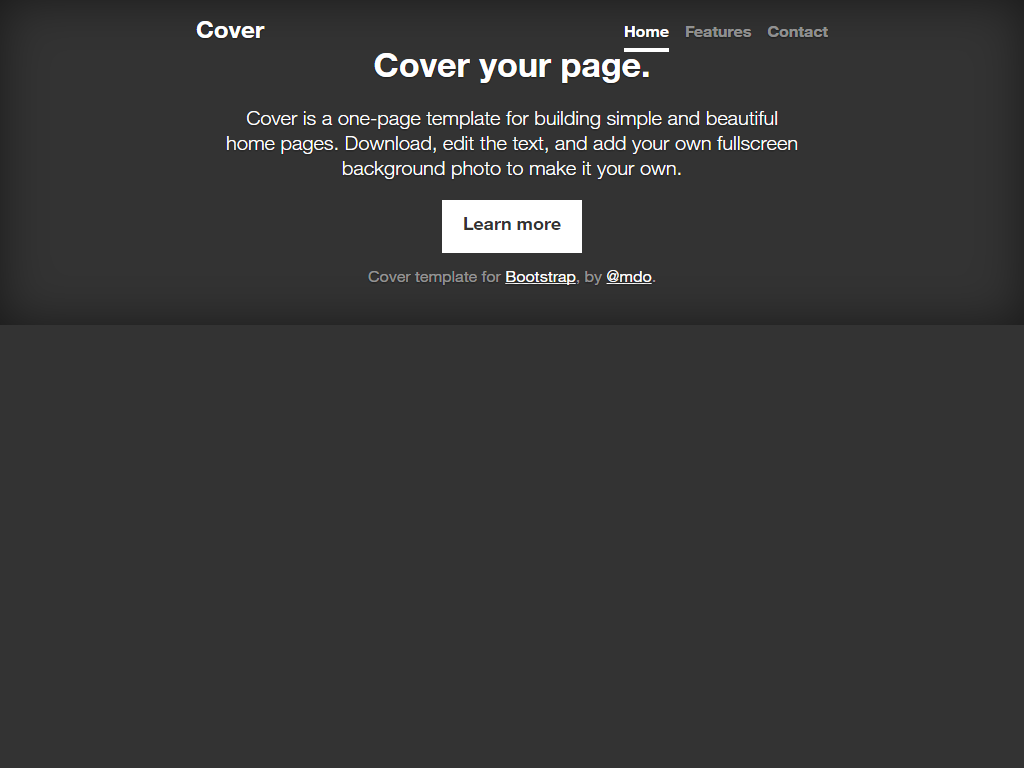 Cover
Home Features Contact
Cover your page.
Cover is a one-page template for building simple and beautiful
home pages. Download, edit the text, and add your own fullscreen
background photo to make it your own.
Learn more
Cover template for Bootstrap, by @mdo.